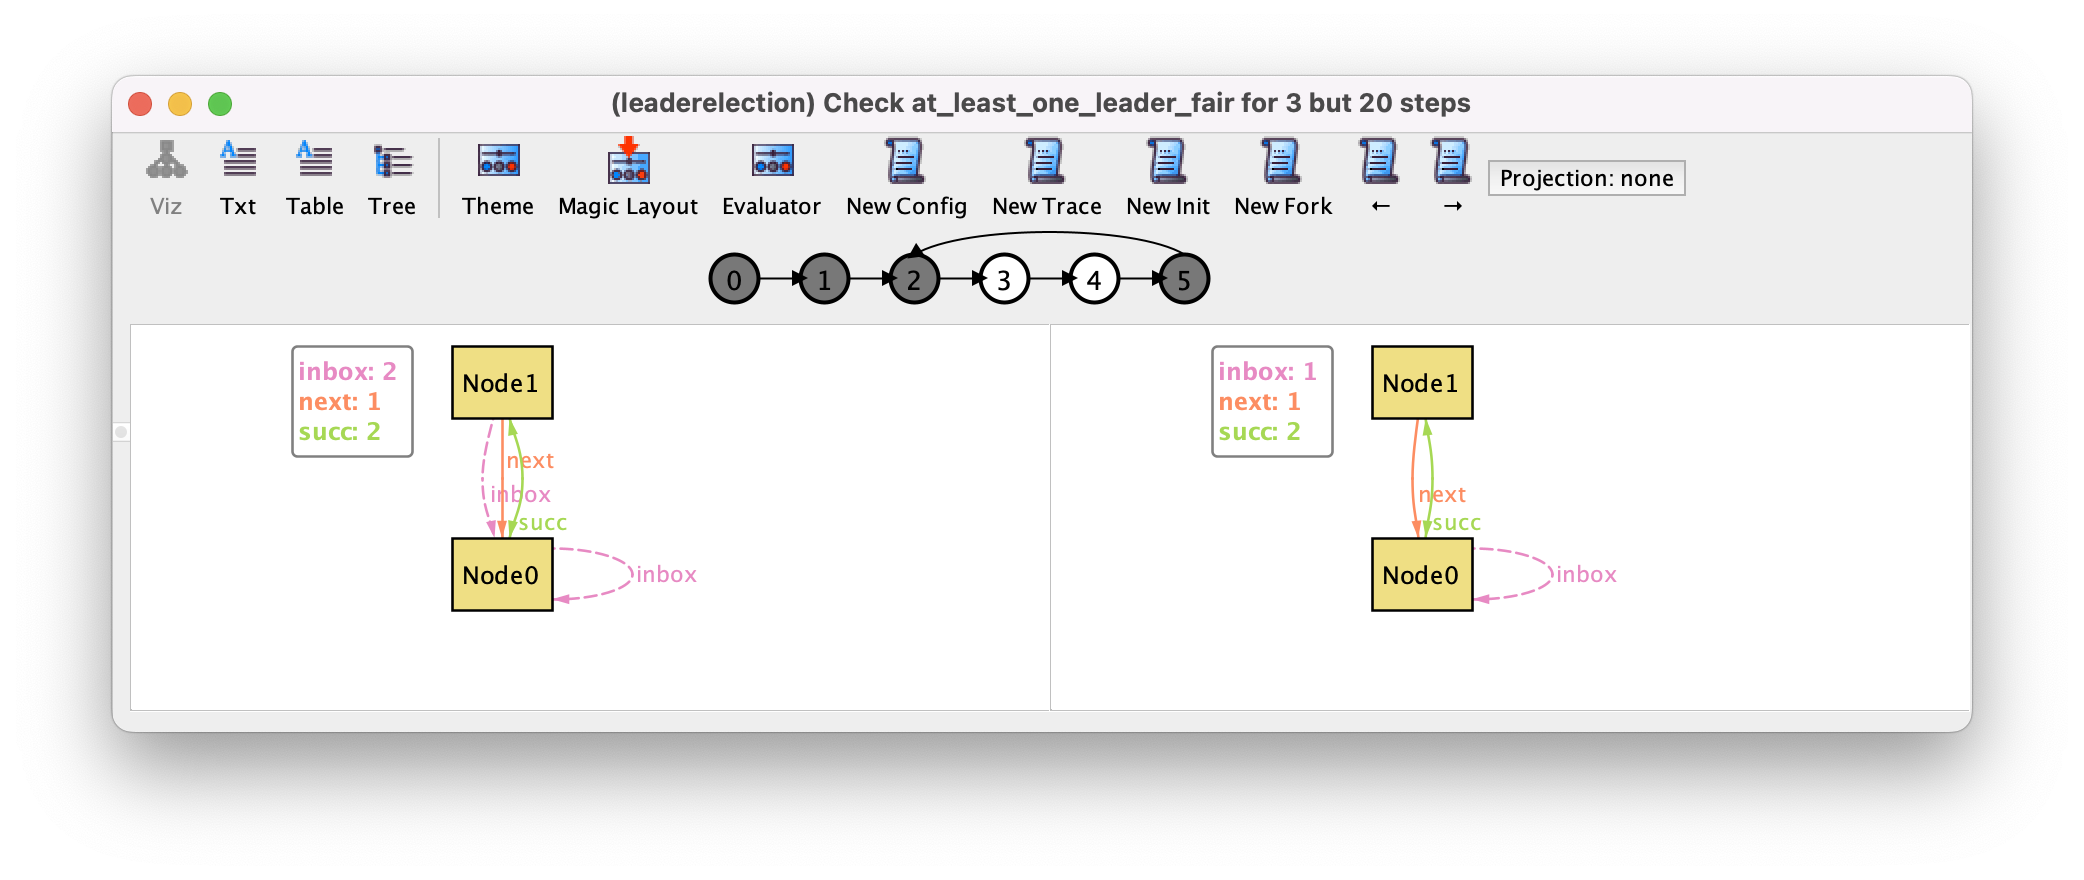 (leaderelection) Check at_least_one_leader_fair for 3 but 20 steps
Viz Txt Table Tree Theme Magic Layout Evaluator New Config New Trace New Init New Fork ← → Projection: none
0 1 2 3 4 5
inbox: 2
next: 1
succ: 2
Node1
next
inbox
succ
Node0
inbox
inbox: 1
next: 1
succ: 2
Node1
next
succ
Node0
inbox